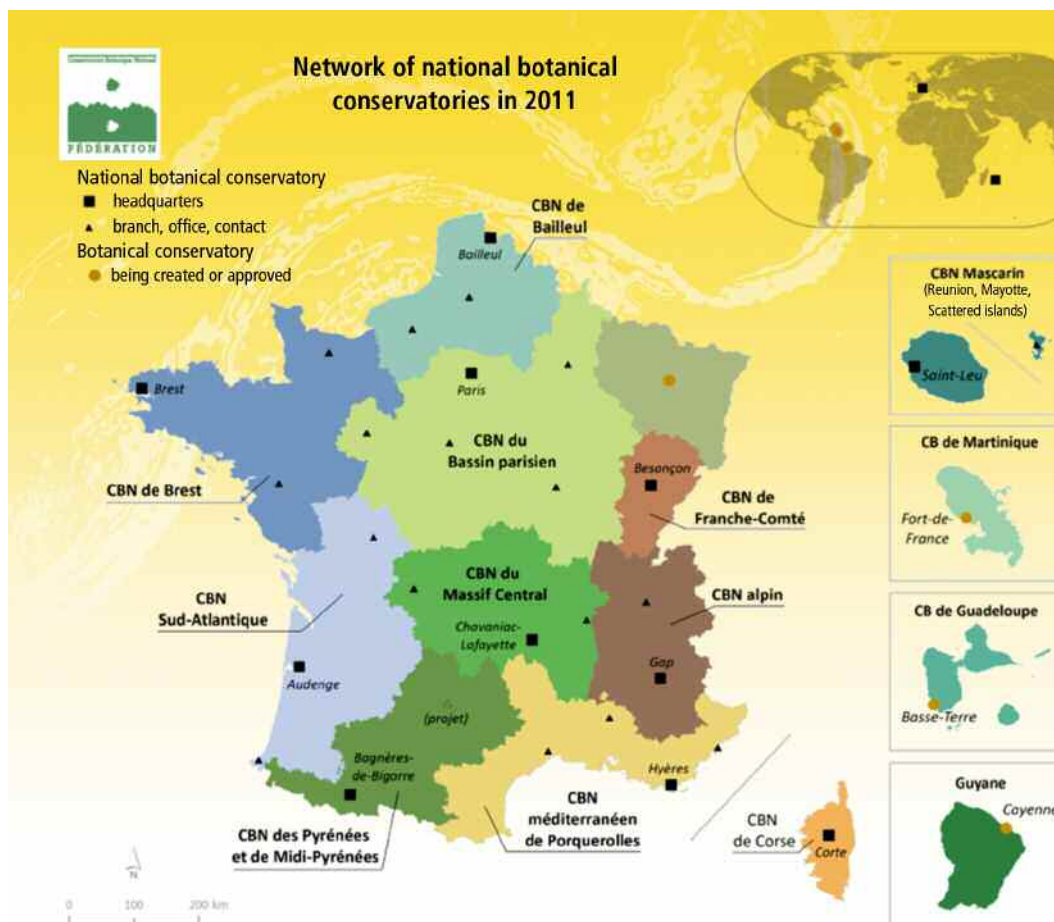 Network of national botanical
conservatories in 2011
Conservatoires Botaniques Nationaux
FÉDÉRATION
National botanical conservatory
headquarters
branch, office, contact
Botanical conservatory
being created or approved
CBN de
Bailleul
Bailleul
Brest
Paris
CBN du
Bassin parisien
CBN de Brest
Besançon
CBN de
Franche-Comté
CBN
Sud-Atlantique
CBN du
Massif Central
Chavaniac-
Lafayette
CBN alpin
Gap
Audenge
(projet)
Bagnères-
de-Bigorre
Hyères
CBN des Pyrénées
et de Midi-Pyrénées
CBN
méditerranéen
de Porquerolles
CBN
de Corse
Corte
CBN Mascarin
(Reunion, Mayotte,
Scattered islands)
Saint-Leu
CB de Martinique
Fort-de-
France
CB de Guadeloupe
Basse-Terre
Guyane
Cayenne
N
0 100 200 km